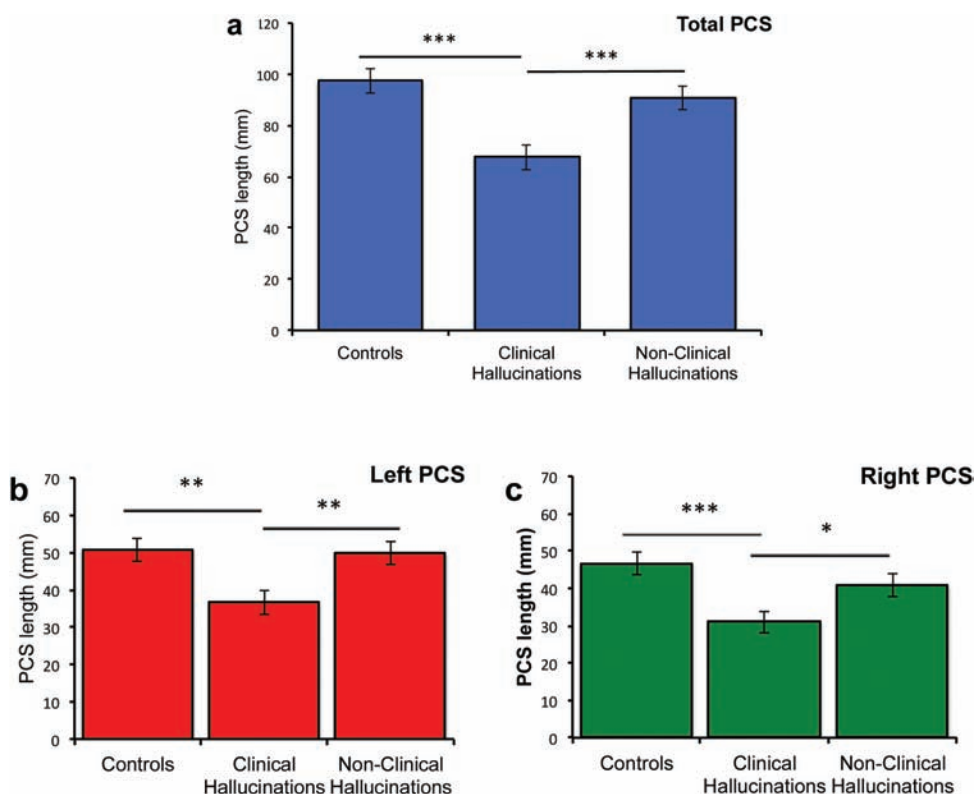 a
Total PCS
***
***
PCS length (mm)
120
100
80
60
40
20
0
Controls
Clinical
Hallucinations
Non-Clinical
Hallucinations
b
Left PCS
**
**
PCS length (mm)
70
60
50
40
30
20
10
0
Controls
Clinical
Hallucinations
Non-Clinical
Hallucinations
c
Right PCS
***
*
PCS length (mm)
70
60
50
40
30
20
10
0
Controls
Clinical
Hallucinations
Non-Clinical
Hallucinations